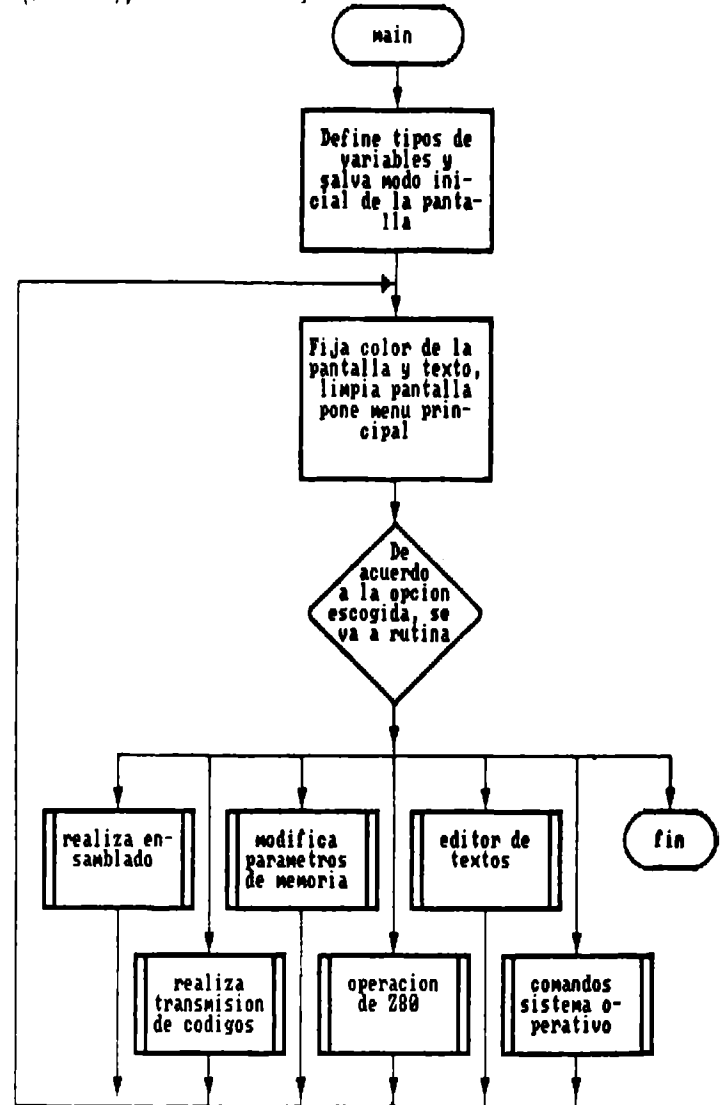 main
Define tipos de
variables y
salva modo ini-
cial de la panta-
lla
Fija color de la
pantalla y texto,
limpia pantalla
pone menu prin-
cipal
De
acuerdo
a la opcion
escogida, se
va a rutina
realiza en-
samblado
modifica
parametros
de memoria
editor de
textos
fin
realiza
transmision
de codigos
operacion
de Z80
comandos
sistema o-
perativo